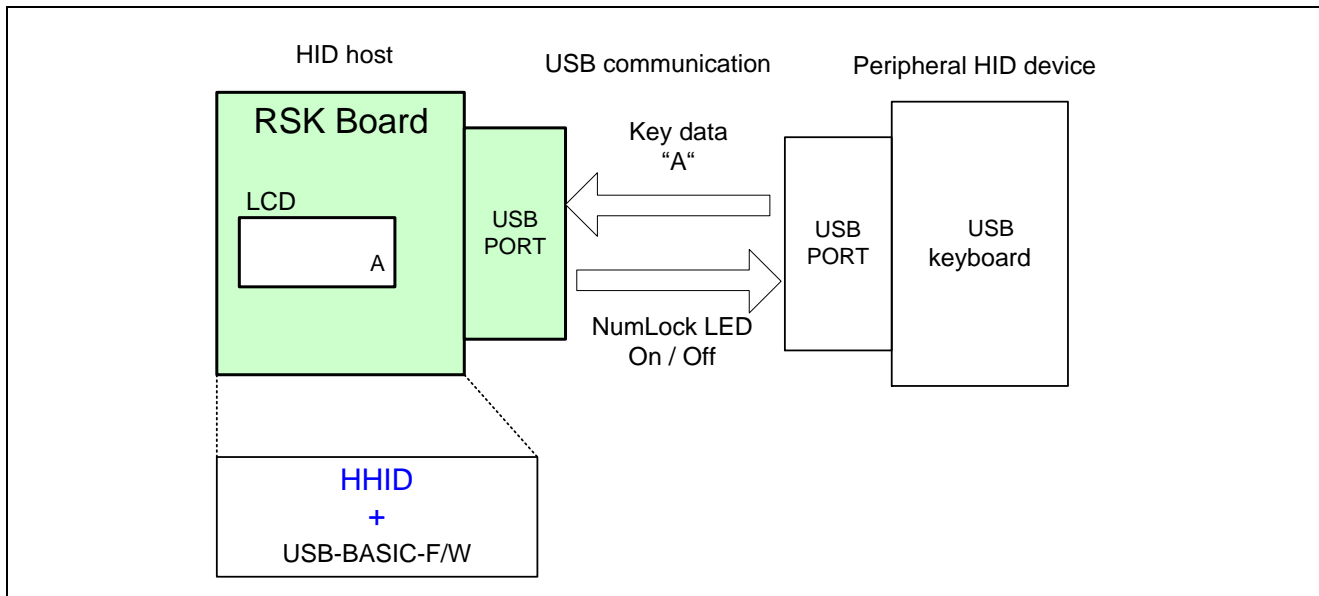 HID host
USB communication
Peripheral HID device
RSK Board
LCD
A
USB
PORT
Key data
“A“
NumLock LED
On / Off
USB
PORT
USB
keyboard
HHID
+
USB-BASIC-F/W